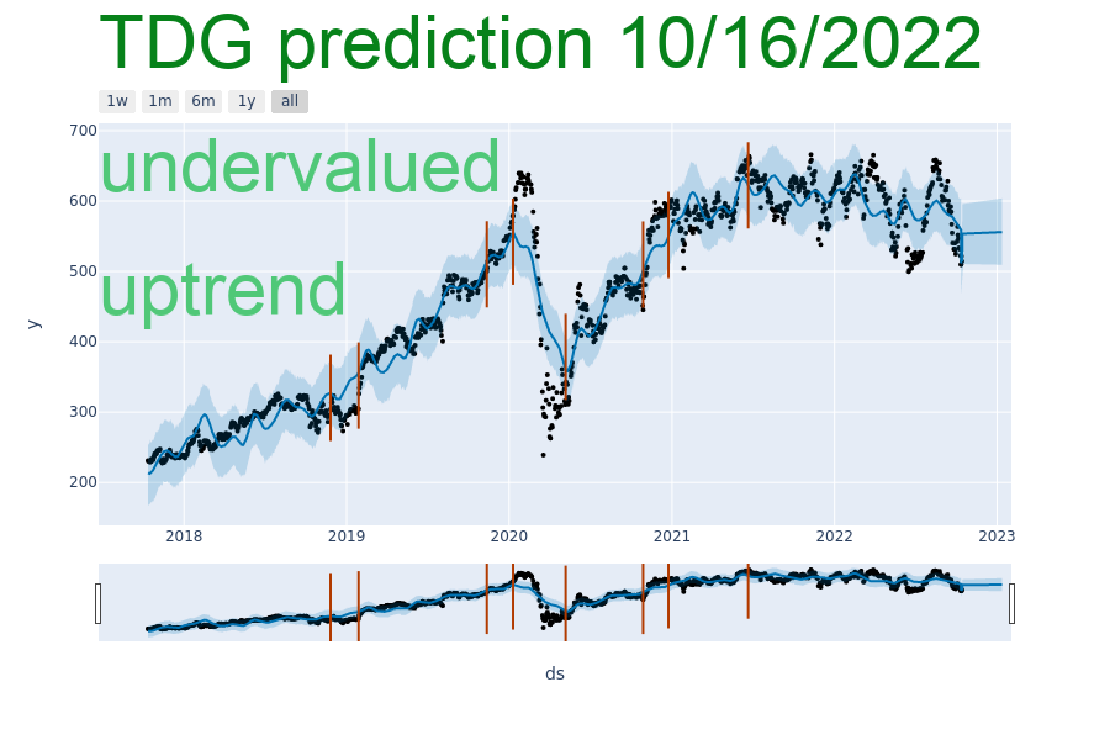 TDG prediction 10/16/2022
1w 1m 6m 1y all
700
undervalued
600
500
uptrend
y
400
300
200
2018 2019 2020 2021 2022 2023
ds